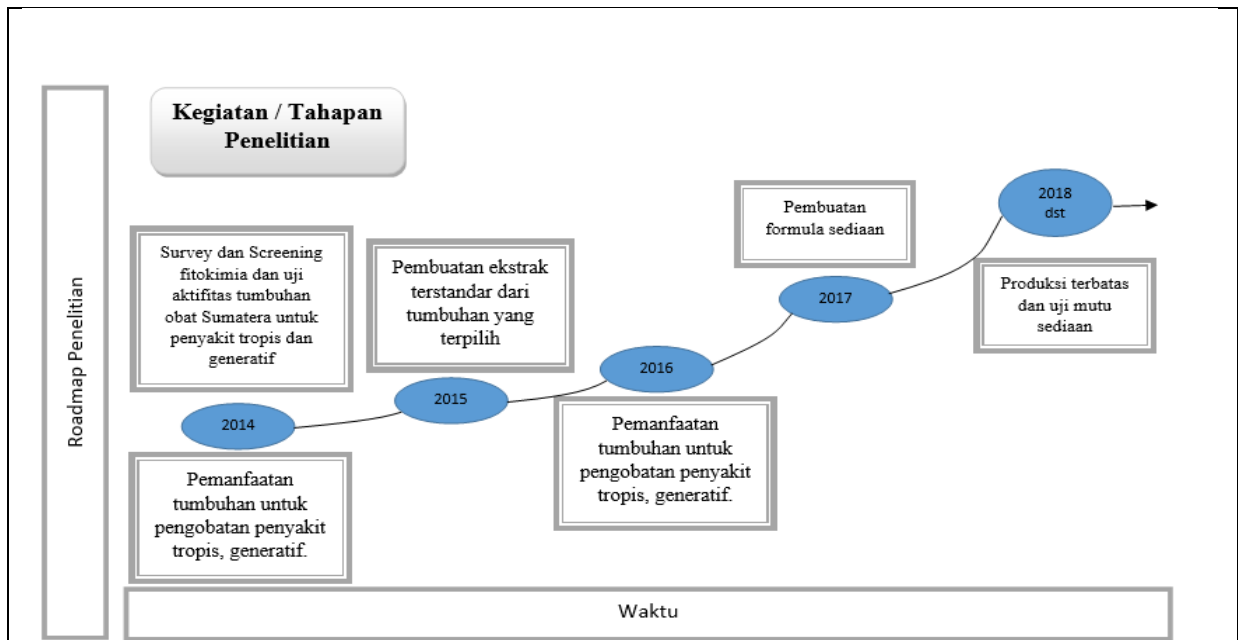 Roadmap Penelitian
Kegiatan / Tahapan
Penelitian
Survey dan Screening
fitokimia dan uji
aktifitas tumbuhan
obat Sumatera untuk
penyakit tropis dan
generatif
2014
Pemanfaatan
tumbuhan untuk
pengobatan penyakit
tropis, generatif.
Pembuatan ekstrak
terstandar dari
tumbuhan yang
terpilih
2015
2016
Pemanfaatan
tumbuhan untuk
pengobatan penyakit
tropis, generatif.
Pembuatan
formula sediaan
2017
2018
dst
Produksi terbatas
dan uji mutu
sediaan
Waktu